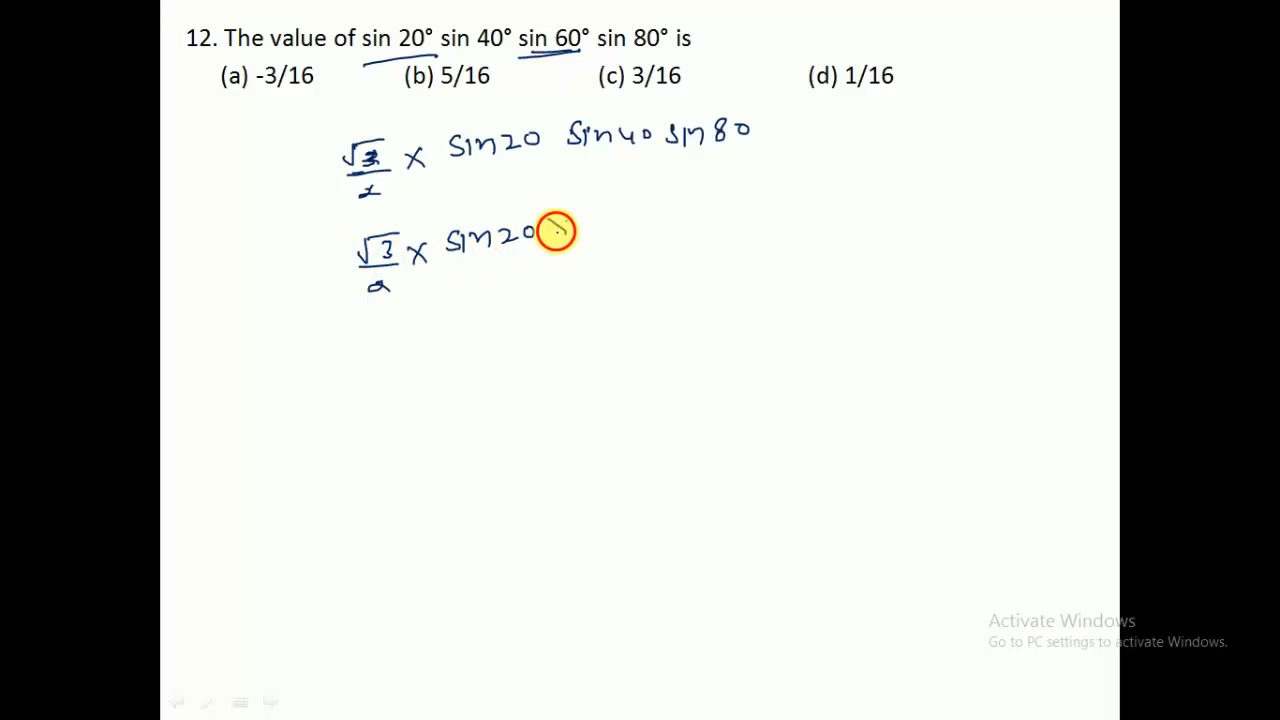 12. The value of sin 20° sin 40° sin 60° sin 80° is
(a) -3/16 (b) 5/16 (c) 3/16 (d) 1/16
√3/2 × sin20 sin40 sin80
√3/2 × sin20
Activate Windows
Go to PC settings to activate Windows.